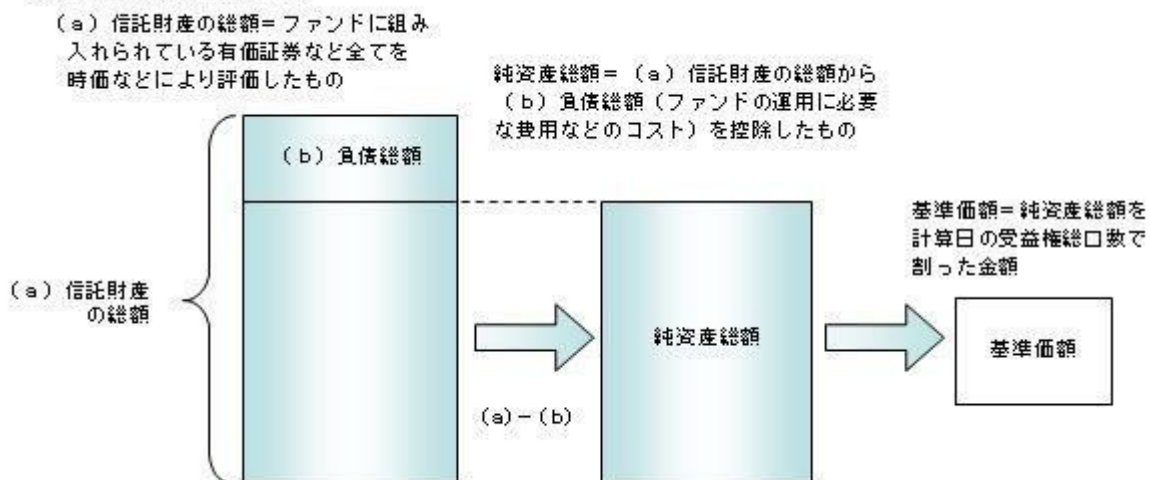 (a)信託財産の総額=ファンドに組み
入れられている有価証券など全てを
時価などにより評価したもの
純資産総額=(a)信託財産の総額から
(b)負債総額(ファンドの運用に必要
な費用などのコスト)を控除したもの
(b)負債総額
基準価額=純資産総額を
計算日の受益権総口数で
割った金額
(a)信託財産
の総額
純資産総額
基準価額
(a)-(b)